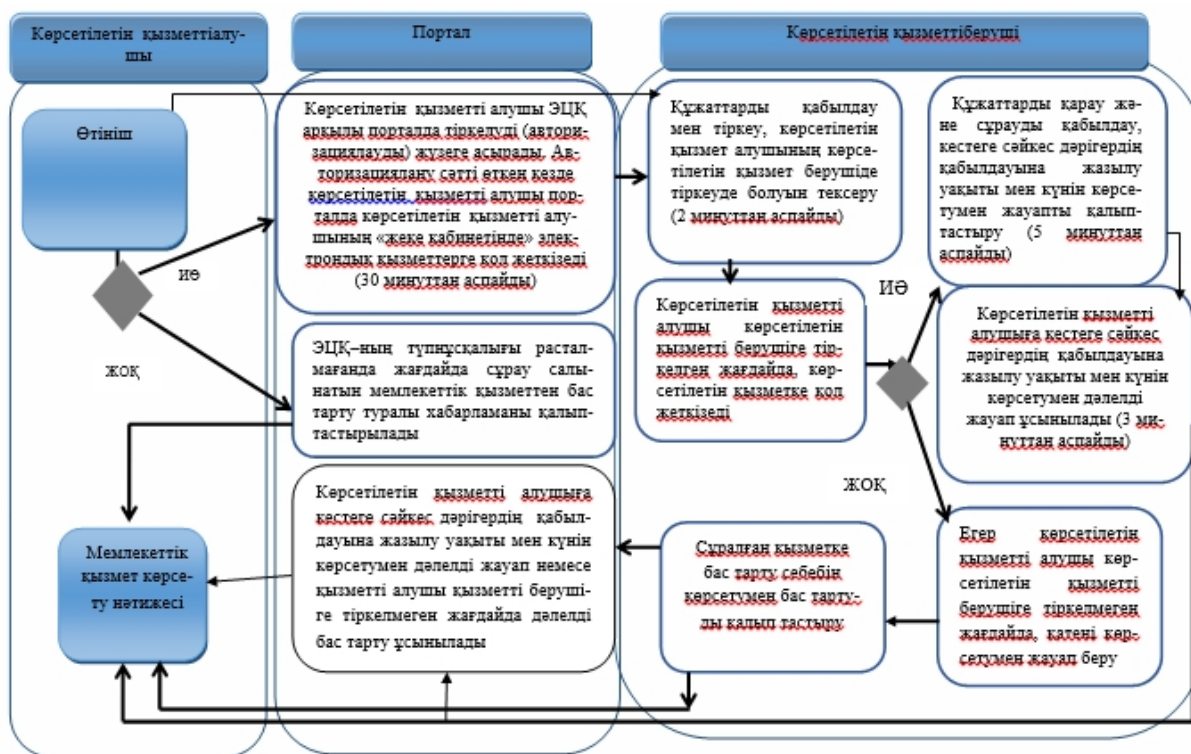 Көрсетілетін қызметтіалу-
шы
Портал
Көрсетілетін қызметтіберуші
Өтініш
Көрсетілетін қызметті алушы ЭЦҚ
арқылы порталда тіркелуді (автори-
зациялауды) жүзеге асырады. Ав-
торизациялану сәтті өткен кезде
көрсетілетін қызметті алушы пор-
талда көрсетілетін қызметті алу-
шының «жеке кабинетінде» элек-
трондық қызметтерге қол жеткізеді
(30 минуттан аспайды)
Құжаттарды қабылдау
мен тіркеу, көрсетілетін
қызмет алушының көрсе-
тілетін қызмет берушіде
тіркеуде болуын тексеру
(2 минуттан аспайды)
Құжаттарды қарау жә-
не сұрауды қабылдау,
кестеге сәйкес дәрігердің
қабылдауына жазылу
уақыты мен күнін көрсе-
тумен жауапты қалып-
тастыру (5 минуттан
аспайды)
ИӘ
ЖОҚ
ЭЦҚ–ның түпнұсқалығы растал-
мағанда жағдайда сұрау салы-
натын мемлекеттік қызметтен бас
тарту туралы хабарламаны қалып-
тастырылады
Көрсетілетін қызметті
алушы көрсетілетін
қызметті берушіге тір-
келген жағдайда, көр-
сетілетін қызметке қол
жеткізеді
ИӘ
Көрсетілетін қызметті
алушыға кестеге сәйкес
дәрігердің қабылдауына
жазылу уақыты мен күнін
көрсетумен дәлелді
жауап ұсынылады (3 ми-
нуттан аспайды)
ЖОҚ
Мемлекеттік
қызмет көрсе-
ту нәтижесі
Көрсетілетін қызметті алушыға
кестеге сәйкес дәрігердің қабыл-
дауына жазылу уақыты мен күнін
көрсетумен дәлелді жауап немесе
қызметті алушы қызметті беруші-
ге тіркелмеген жағдайда дәлелді
бас тарту ұсынылады
Сұралған қызметке
бас тарту себебін
көрсетумен бас тарту-
ды қалып тастыру
Егер көрсетілетін
қызметті алушы көр-
сетілетін қызметті
берушіге тіркелмеген
жағдайда, қатені көр-
сетумен жауап беру